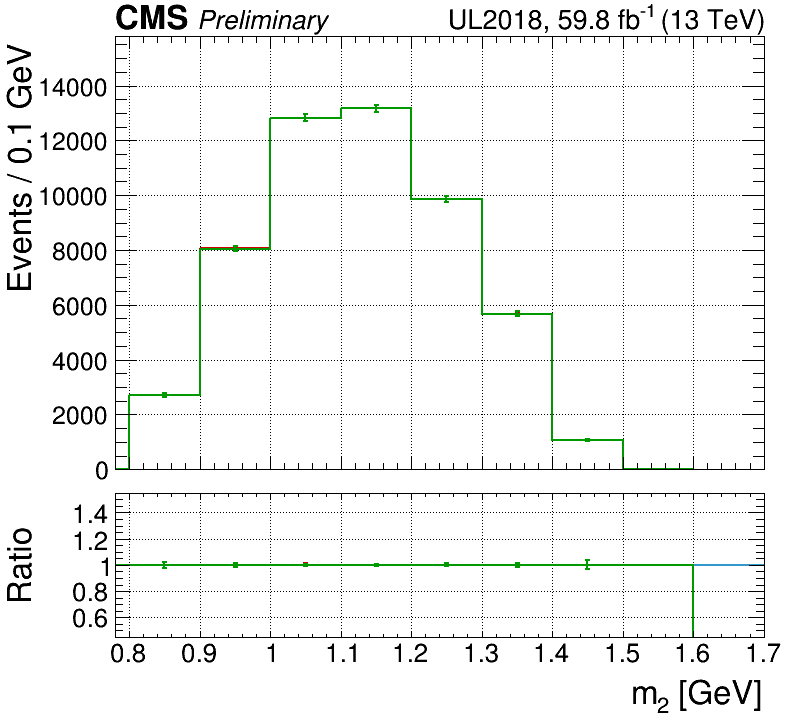 CMS Preliminary UL2018, 59.8 fb⁻¹ (13 TeV)
Events / 0.1 GeV
14000
12000
10000
8000
6000
4000
2000
0
Ratio
1.4
1.2
1
0.8
0.6
0.8 0.9 1 1.1 1.2 1.3 1.4 1.5 1.6 1.7
m₂ [GeV]